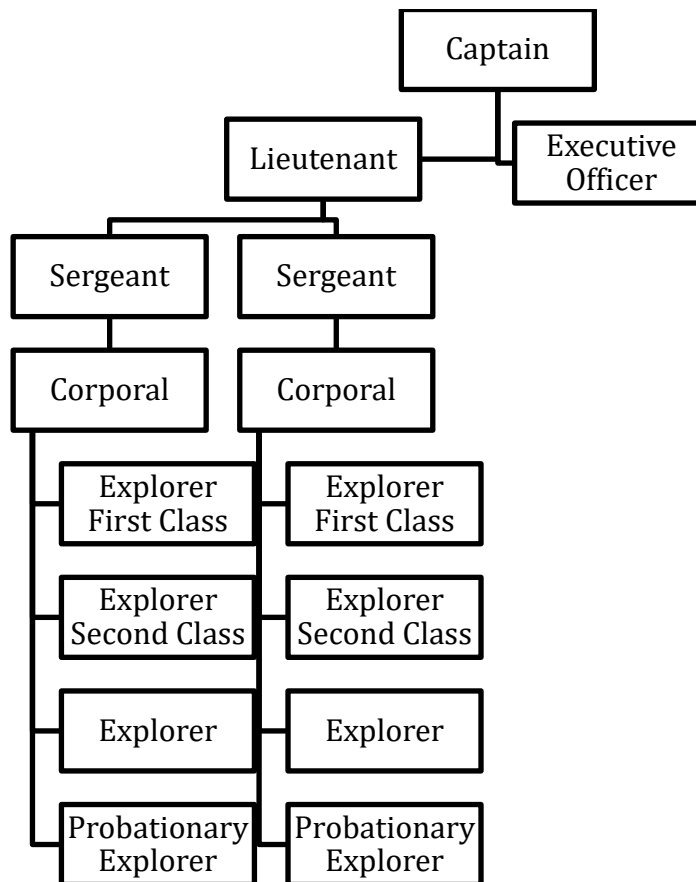 Captain
Lieutenant
Executive
Officer
Sergeant
Sergeant
Corporal
Corporal
Explorer
First Class
Explorer
First Class
Explorer
Second Class
Explorer
Second Class
Explorer
Explorer
Probationary
Explorer
Probationary
Explorer